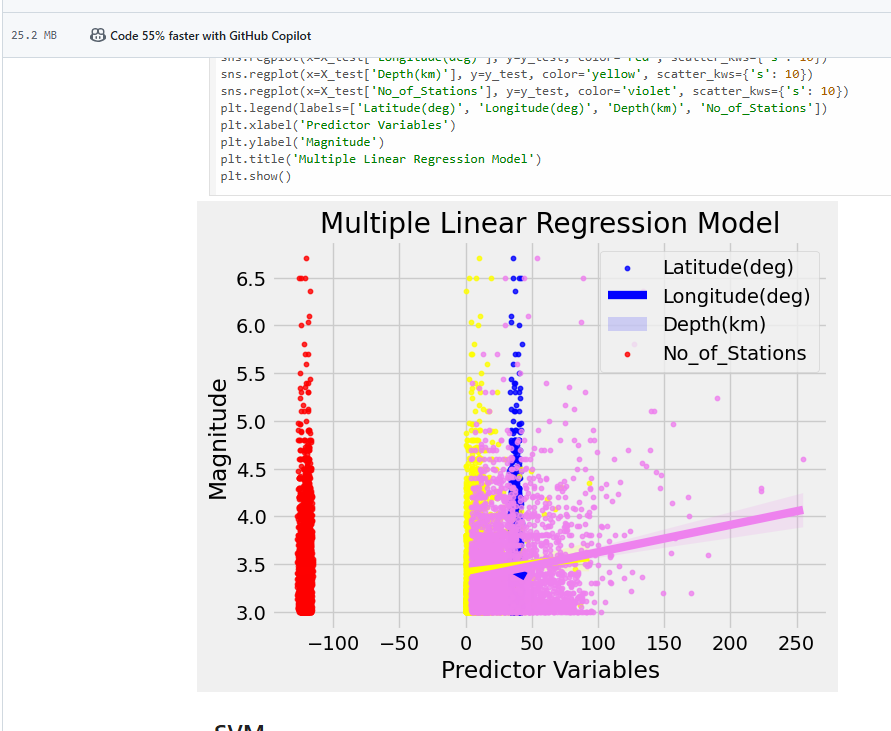 25.2 MB Code 55% faster with GitHub Copilot
sns.regplot(x=X_test['Longitude(deg)'], y=y_test, color='red', scatter_kws={'s': 10})
sns.regplot(x=X_test['Depth(km)'], y=y_test, color='yellow', scatter_kws={'s': 10})
sns.regplot(x=X_test['No_of_Stations'], y=y_test, color='violet', scatter_kws={'s': 10})
plt.legend(labels=['Latitude(deg)', 'Longitude(deg)', 'Depth(km)', 'No_of_Stations'])
plt.xlabel('Predictor Variables')
plt.ylabel('Magnitude')
plt.title('Multiple Linear Regression Model')
plt.show()
Multiple Linear Regression Model
Latitude(deg)
Longitude(deg)
Depth(km)
No_of_Stations
Magnitude
6.5
6.0
5.5
5.0
4.5
4.0
3.5
3.0
−100 −50 0 50 100 150 200 250
Predictor Variables
SVM